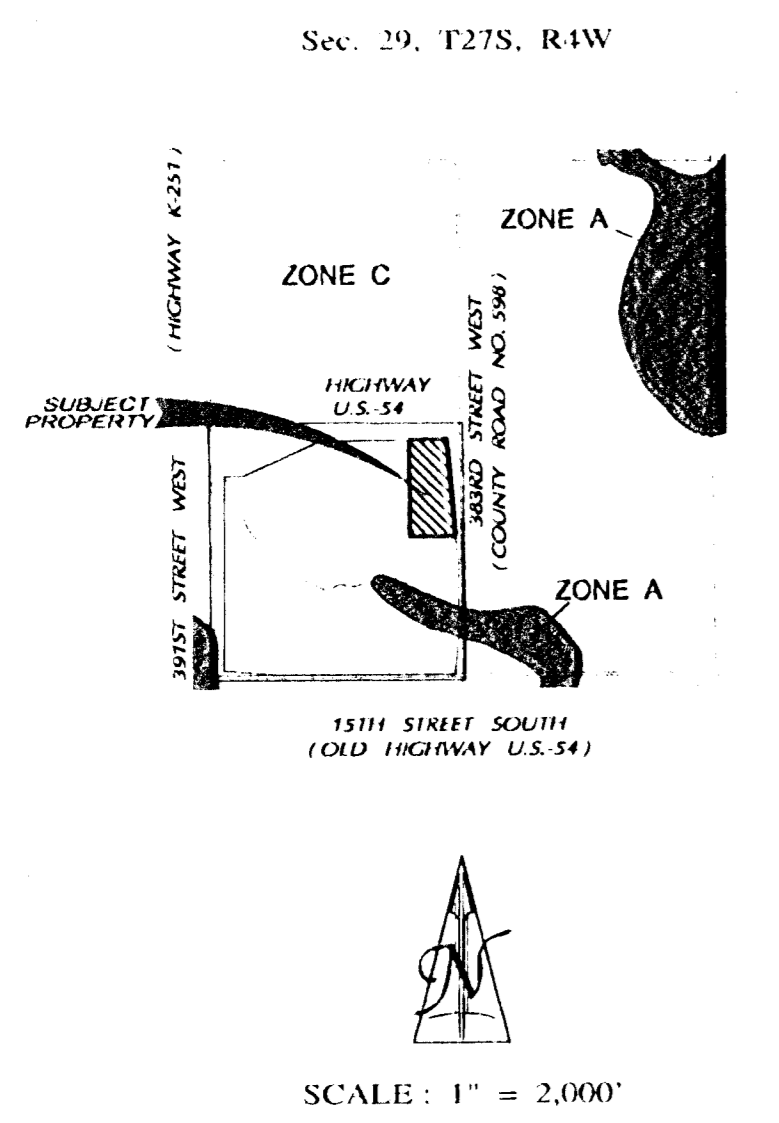 Sec. 29, T27S, R4W
(HIGHWAY K-251)
ZONE A
ZONE C
383RD STREET WEST
(COUNTY ROAD NO. 598)
HIGHWAY
U.S.-54
SUBJECT
PROPERTY
391ST STREET WEST
ZONE A
15TH STREET SOUTH
(OLD HIGHWAY U.S.-54)
N
SCALE: 1" = 2,000'